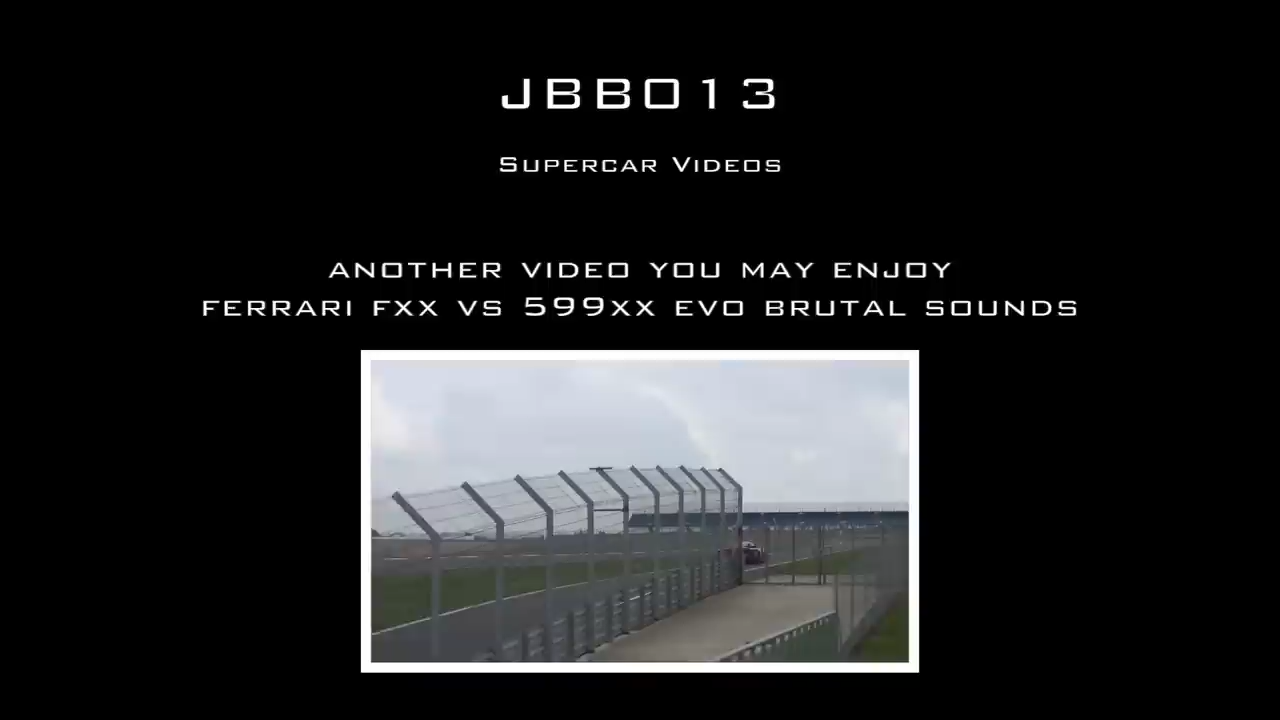 JBB013
Supercar Videos
ANOTHER VIDEO YOU MAY ENJOY
FERRARI FXX VS 599XX EVO BRUTAL SOUNDS